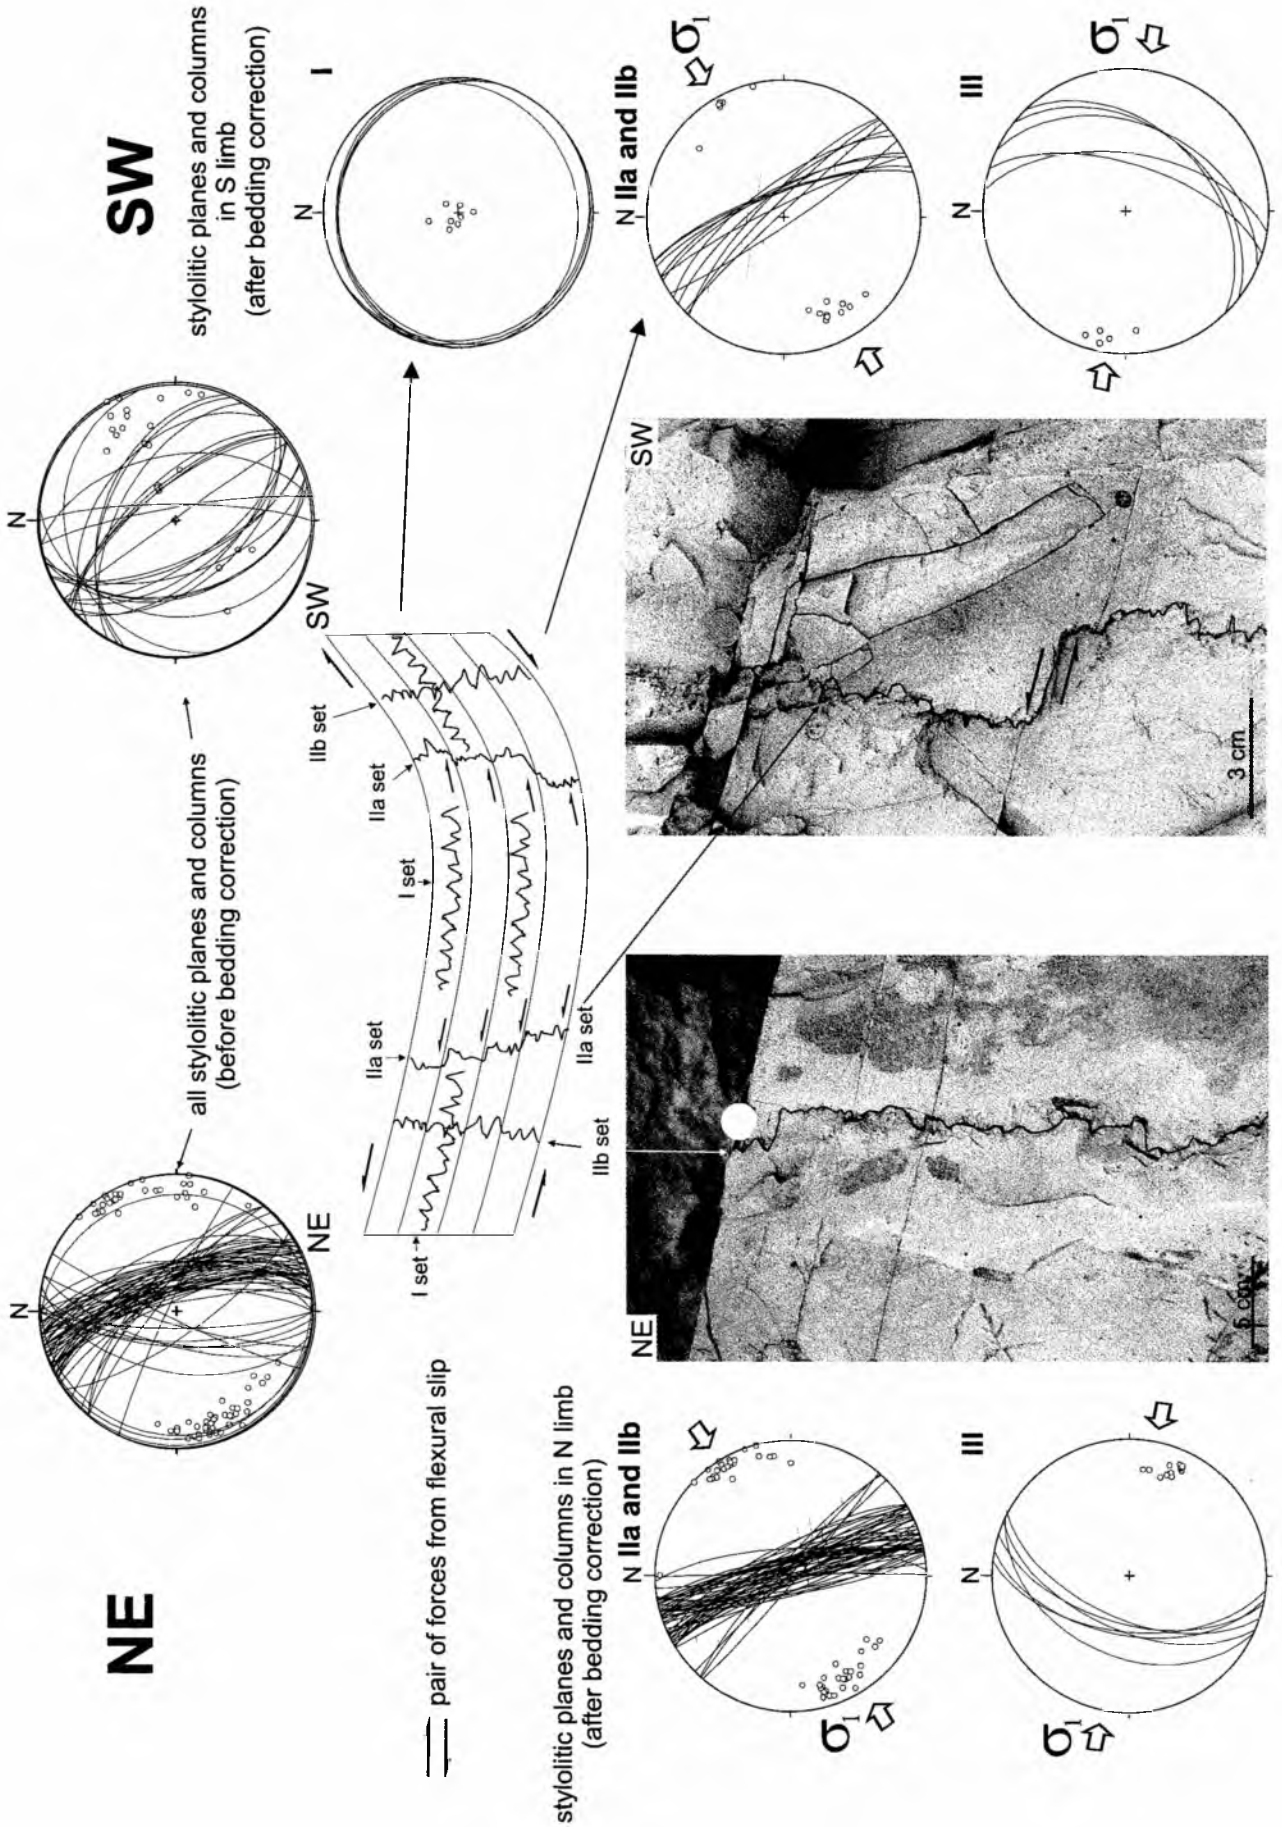 NE
SW
N
N
all stylolitic planes and columns
(before bedding correction)
stylolitic planes and columns
in S limb
(after bedding correction)
NE
SW
I set
IIa set
IIb set
I set
IIa set
IIb set
IIa set
N
I
pair of forces from flexural slip
stylolitic planes and columns in N limb
(after bedding correction)
N
IIa and IIb
σ1
N
III
σ1
NE
5 cm
SW
3 cm
N
IIa and IIb
σ1
N
III
σ1